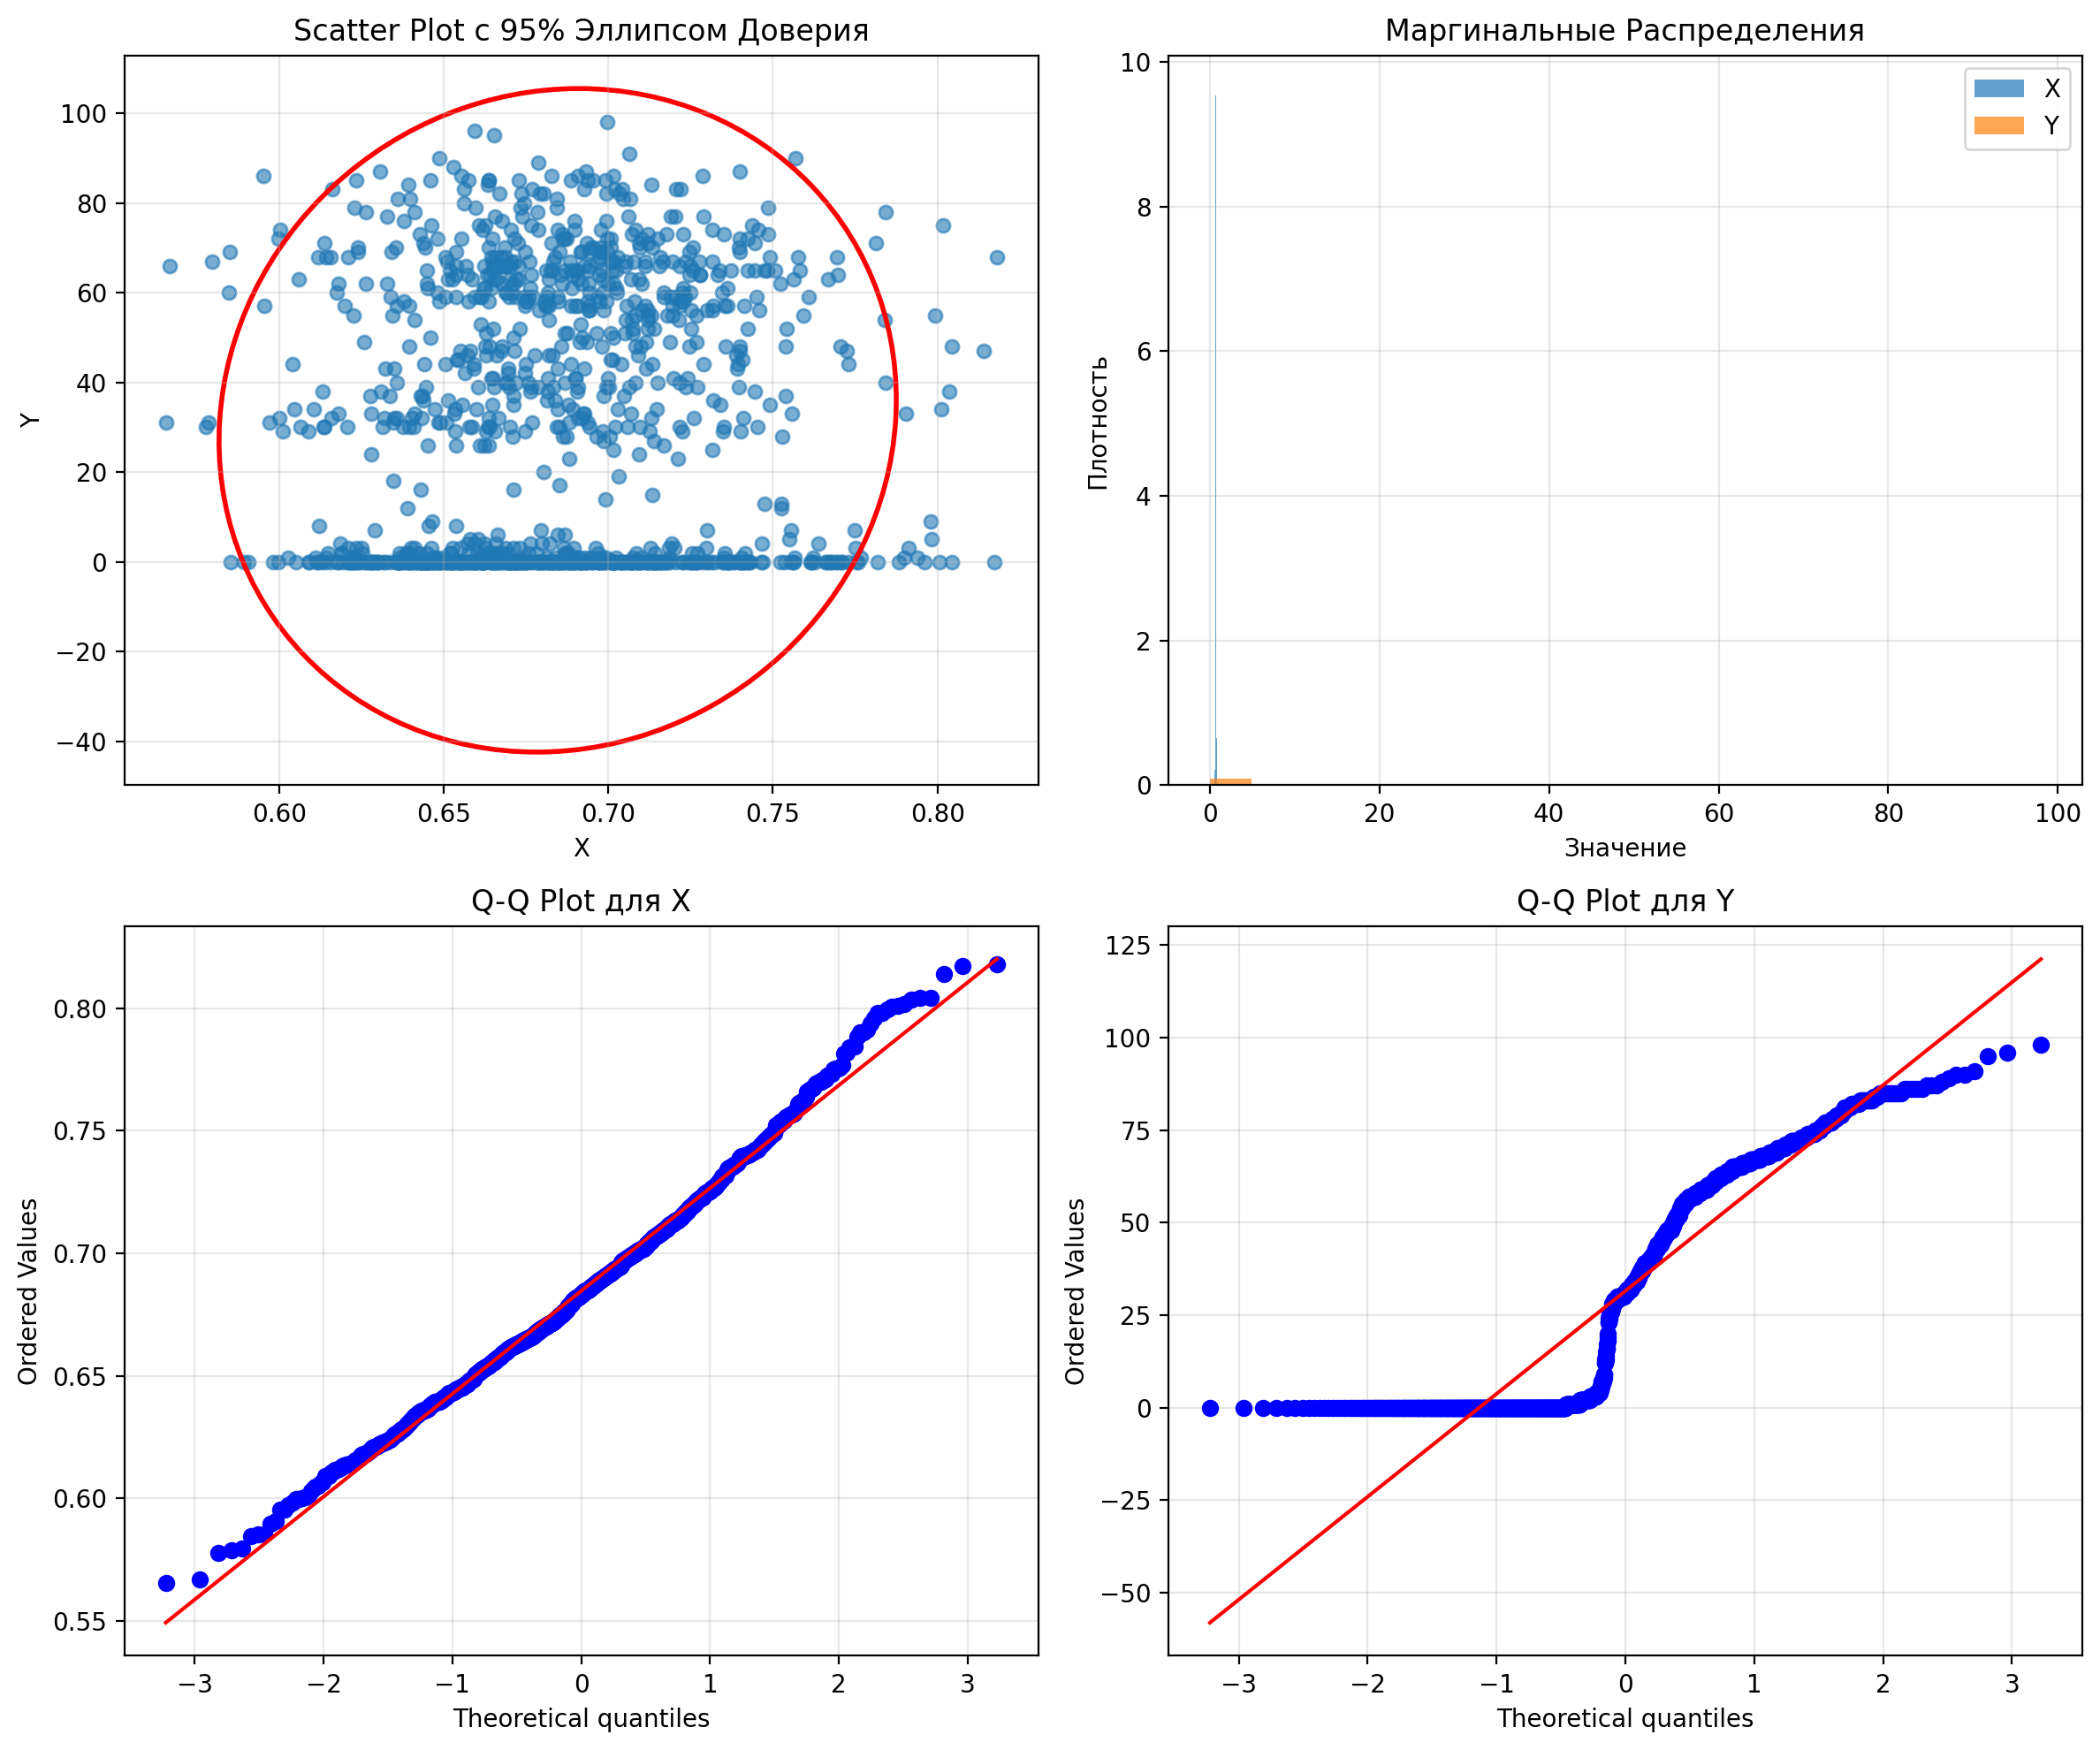 Scatter Plot с 95% Эллипсом Доверия
100
80
60
40
20
0
−20
−40
Y
0.60 0.65 0.70 0.75 0.80
X
Маргинальные Распределения
X
Y
10
8
6
4
2
0
Плотность
0 20 40 60 80 100
Значение
Q-Q Plot для X
0.80
0.75
0.70
0.65
0.60
0.55
Ordered Values
−3 −2 −1 0 1 2 3
Theoretical quantiles
Q-Q Plot для Y
125
100
75
50
25
0
−25
−50
Ordered Values
−3 −2 −1 0 1 2 3
Theoretical quantiles